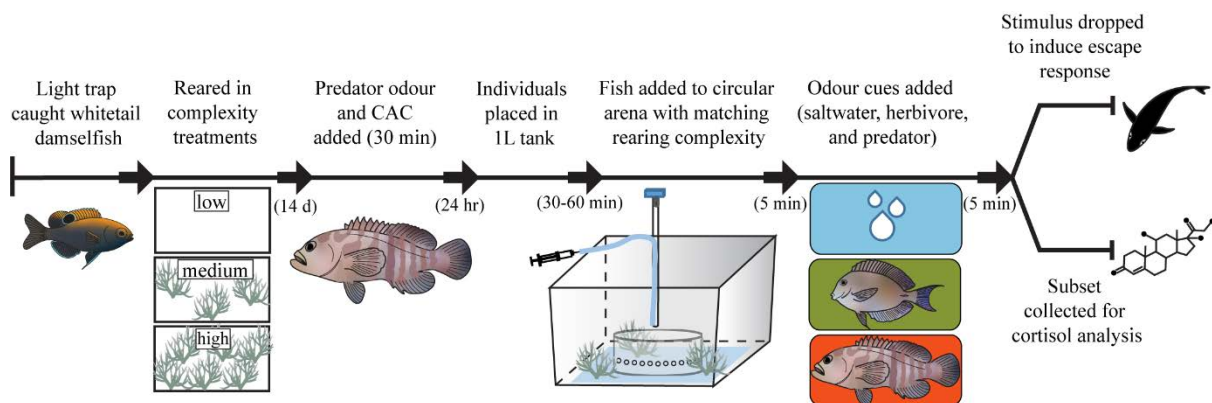 Light trap
caught whitetail
damselfish
Reared in
complexity
treatments
low
medium
high
(14 d)
Predator odour
and CAC
added (30 min)
(24 hr)
Individuals
placed in
1L tank
(30-60 min)
Fish added to circular
arena with matching
rearing complexity
(5 min)
Odour cues added
(saltwater, herbivore,
and predator)
(5 min)
Stimulus dropped
to induce escape
response
Subset
collected for
cortisol analysis